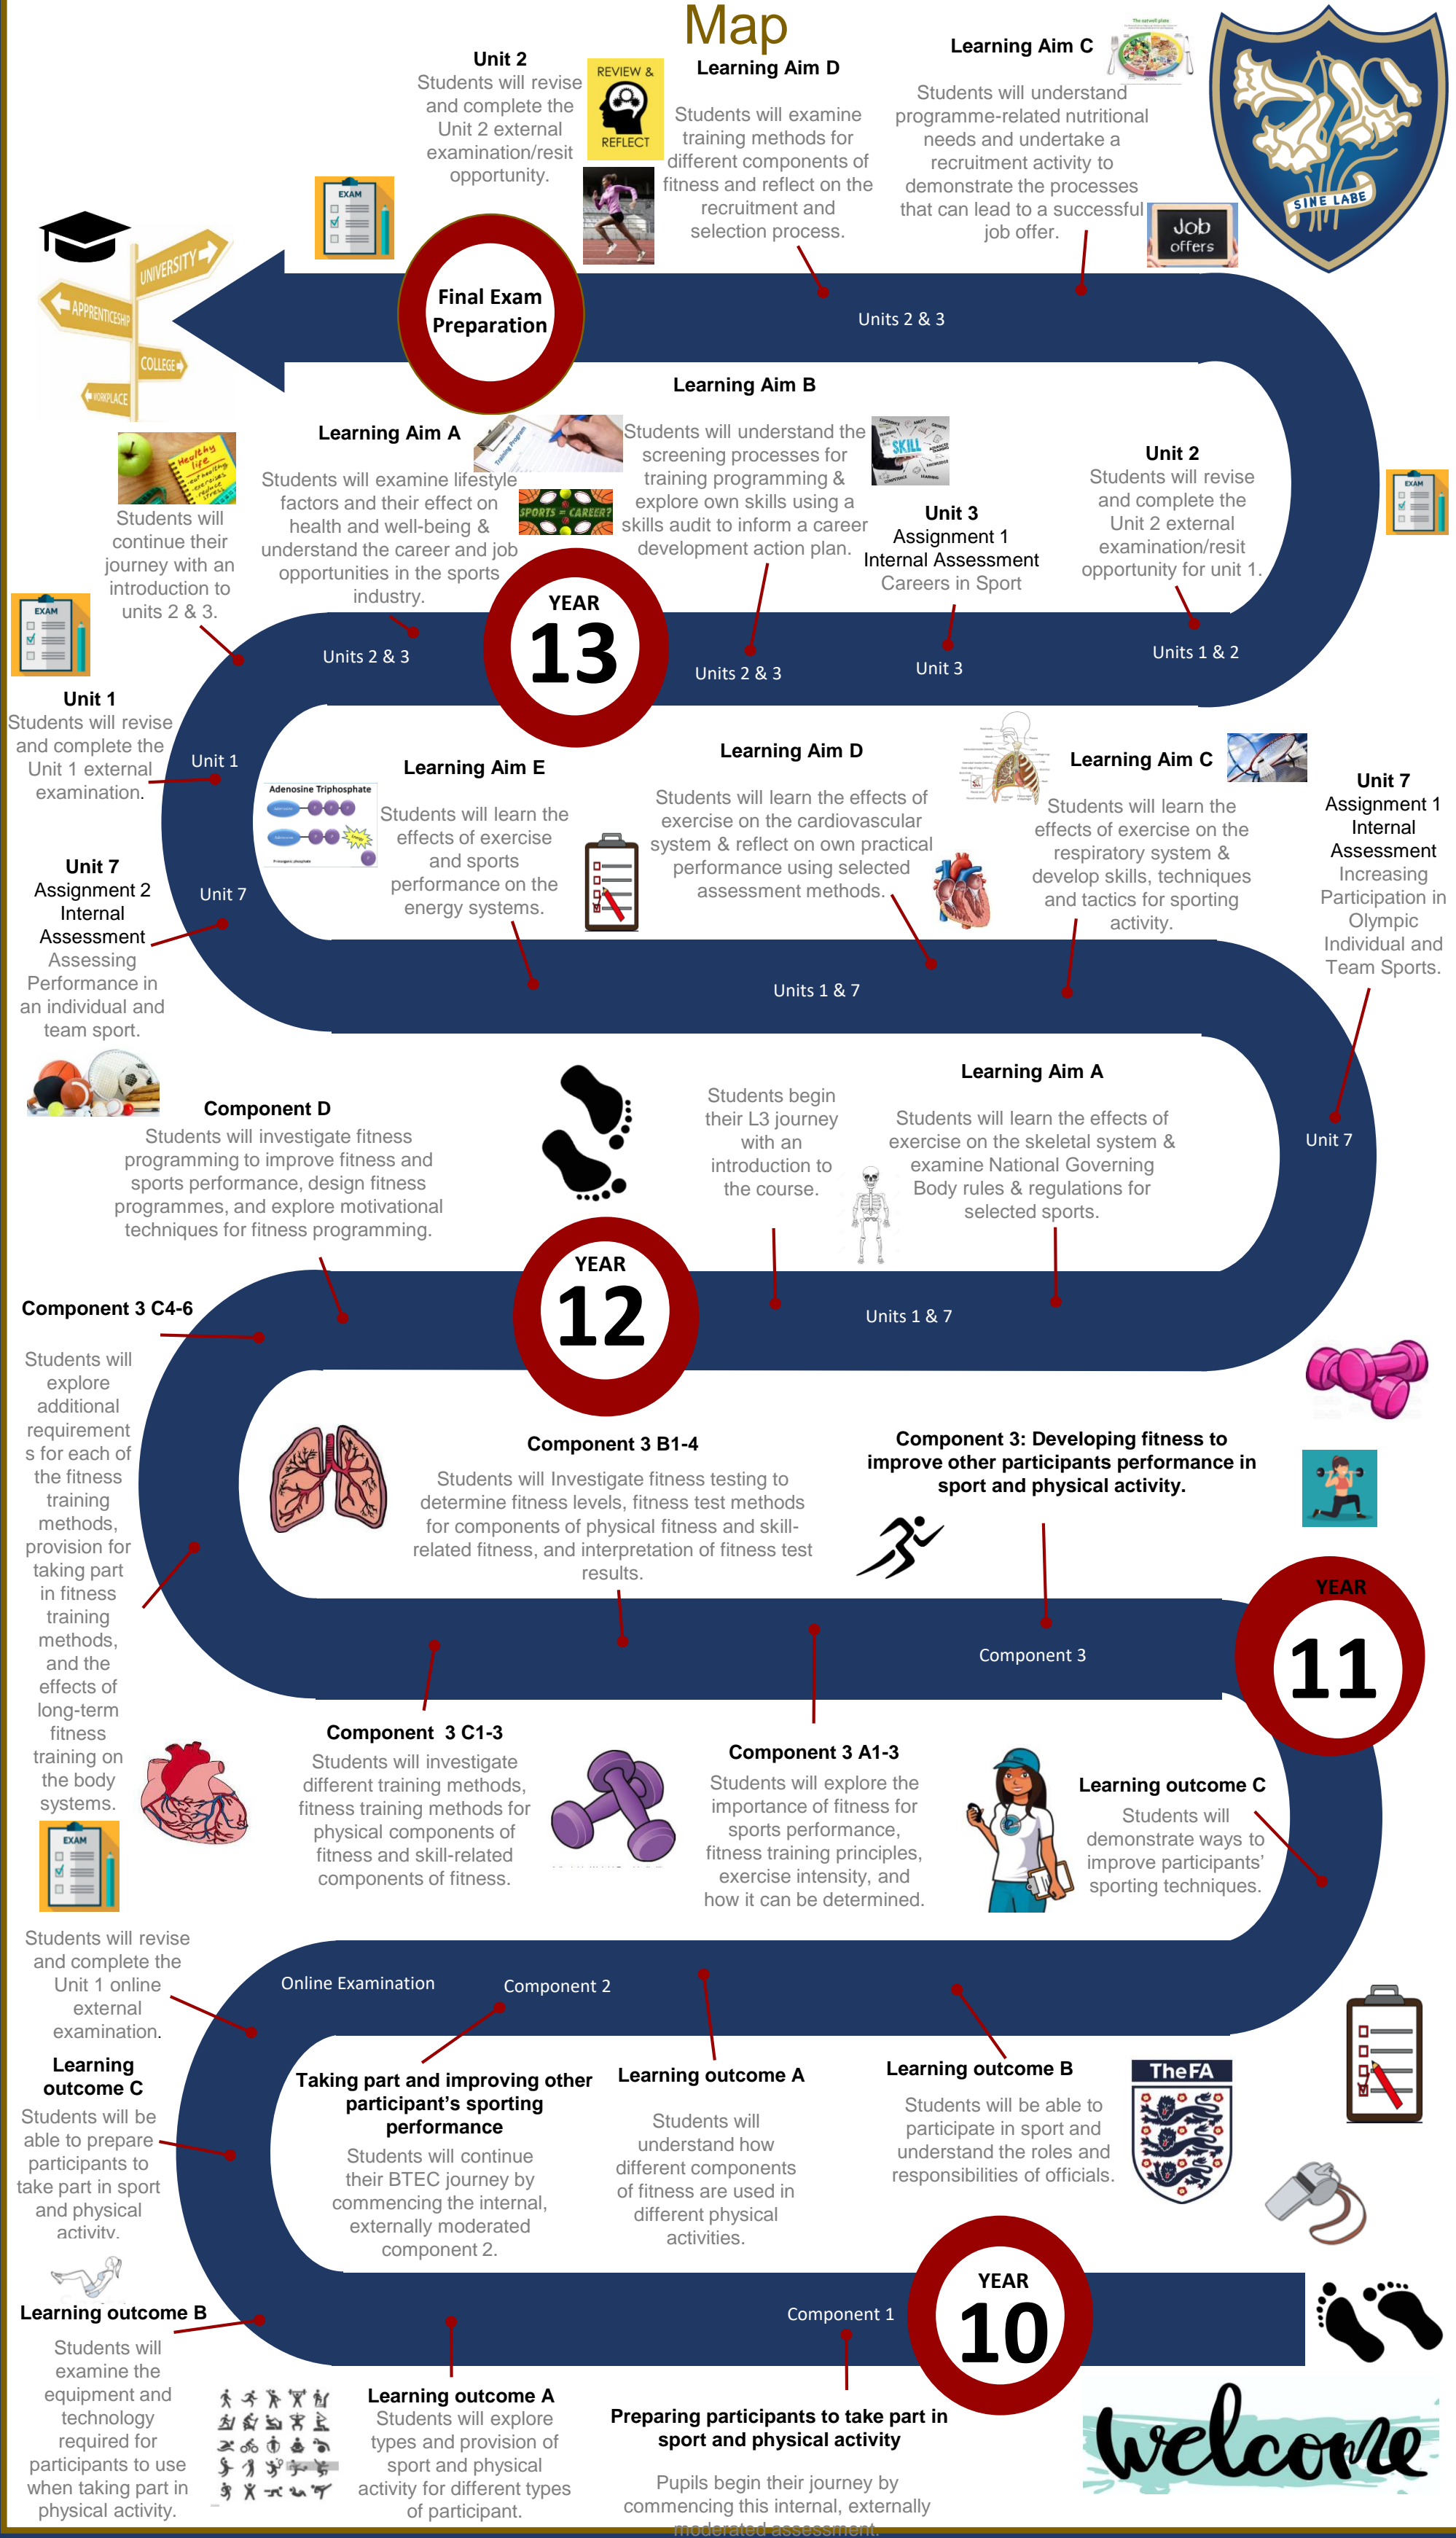 Map
Unit 2
Students will revise
and complete the
Unit 2 external
examination/resit
opportunity.
REVIEW &
REFLECT
Learning Aim D
Students will examine
training methods for
different components of
fitness and reflect on the
recruitment and
selection process.
Learning Aim C
Students will understand
programme-related nutritional
needs and undertake a
recruitment activity to
demonstrate the processes
that can lead to a successful
job offer.
The eatwell plate
Job
offers
SINE LABE
EXAM
UNIVERSITY
APPRENTICESHIP
COLLEGE
WORKPLACE
Final Exam
Preparation
Units 2 & 3
Healthy
life
Students will
continue their
journey with an
introduction to
units 2 & 3.
Learning Aim A
Students will examine lifestyle
factors and their effect on
health and well-being &
understand the career and job
opportunities in the sports
industry.
Training Program
SPORTS = CAREER?
Learning Aim B
Students will understand the
screening processes for
training programming &
explore own skills using a
skills audit to inform a career
development action plan.
SKILL
Unit 3
Assignment 1
Internal Assessment
Careers in Sport
Unit 2
Students will revise
and complete the
Unit 2 external
examination/resit
opportunity for unit 1.
EXAM
EXAM
Units 2 & 3
YEAR
13
Units 2 & 3
Unit 3
Units 1 & 2
Unit 1
Students will revise
and complete the
Unit 1 external
examination.
Unit 1
Unit 7
Assignment 2
Internal
Assessment
Assessing
Performance in
an individual and
team sport.
Unit 7
Adenosine Triphosphate
Learning Aim E
Students will learn the
effects of exercise
and sports
performance on the
energy systems.
Learning Aim D
Students will learn the effects of
exercise on the cardiovascular
system & reflect on own practical
performance using selected
assessment methods.
Learning Aim C
Students will learn the
effects of exercise on the
respiratory system &
develop skills, techniques
and tactics for sporting
activity.
Unit 7
Assignment 1
Internal
Assessment
Increasing
Participation in
Olympic
Individual and
Team Sports.
Units 1 & 7
Unit 7
Component D
Students will investigate fitness
programming to improve fitness and
sports performance, design fitness
programmes, and explore motivational
techniques for fitness programming.
Students begin
their L3 journey
with an
introduction to
the course.
Learning Aim A
Students will learn the effects of
exercise on the skeletal system &
examine National Governing
Body rules & regulations for
selected sports.
YEAR
12
Units 1 & 7
Component 3 C4-6
Students will
explore
additional
requirement
s for each of
the fitness
training
methods,
provision for
taking part
in fitness
training
methods,
and the
effects of
long-term
fitness
training on
the body
systems.
Component 3 B1-4
Students will Investigate fitness testing to
determine fitness levels, fitness test methods
for components of physical fitness and skill-
related fitness, and interpretation of fitness test
results.
Component 3: Developing fitness to
improve other participants performance in
sport and physical activity.
YEAR
11
Component 3
Component 3 C1-3
Students will investigate
different training methods,
fitness training methods for
physical components of
fitness and skill-related
components of fitness.
Component 3 A1-3
Students will explore the
importance of fitness for
sports performance,
fitness training principles,
exercise intensity, and
how it can be determined.
Learning outcome C
Students will
demonstrate ways to
improve participants'
sporting techniques.
EXAM
Students will revise
and complete the
Unit 1 online
external
examination.
Online Examination
Component 2
Learning
outcome C
Students will be
able to prepare
participants to
take part in sport
and physical
activity.
Taking part and improving other
participant's sporting
performance
Students will continue
their BTEC journey by
commencing the internal,
externally moderated
component 2.
Learning outcome A
Students will
understand how
different components
of fitness are used in
different physical
activities.
Learning outcome B
Students will be able to
participate in sport and
understand the roles and
responsibilities of officials.
TheFA
YEAR
10
Component 1
Learning outcome B
Students will
examine the
equipment and
technology
required for
participants to use
when taking part in
physical activity.
Learning outcome A
Students will explore
types and provision of
sport and physical
activity for different types
of participant.
Preparing participants to take part in
sport and physical activity
Pupils begin their journey by
commencing this internal, externally
moderated assessment.
welcome